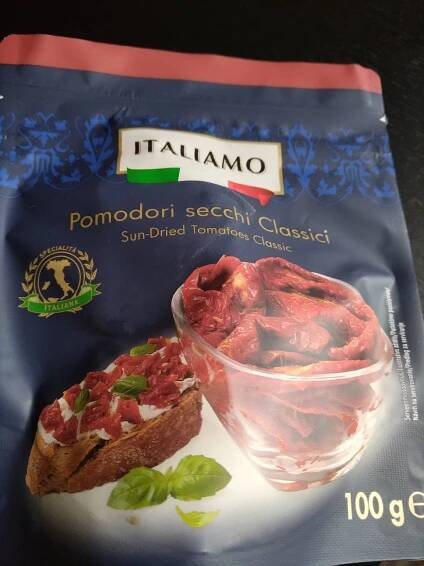 ITALIAMO
Pomodori secchi Classici
Sun-Dried Tomatoes Classic
SPECIALITÀ
ITALIANA
100 g e